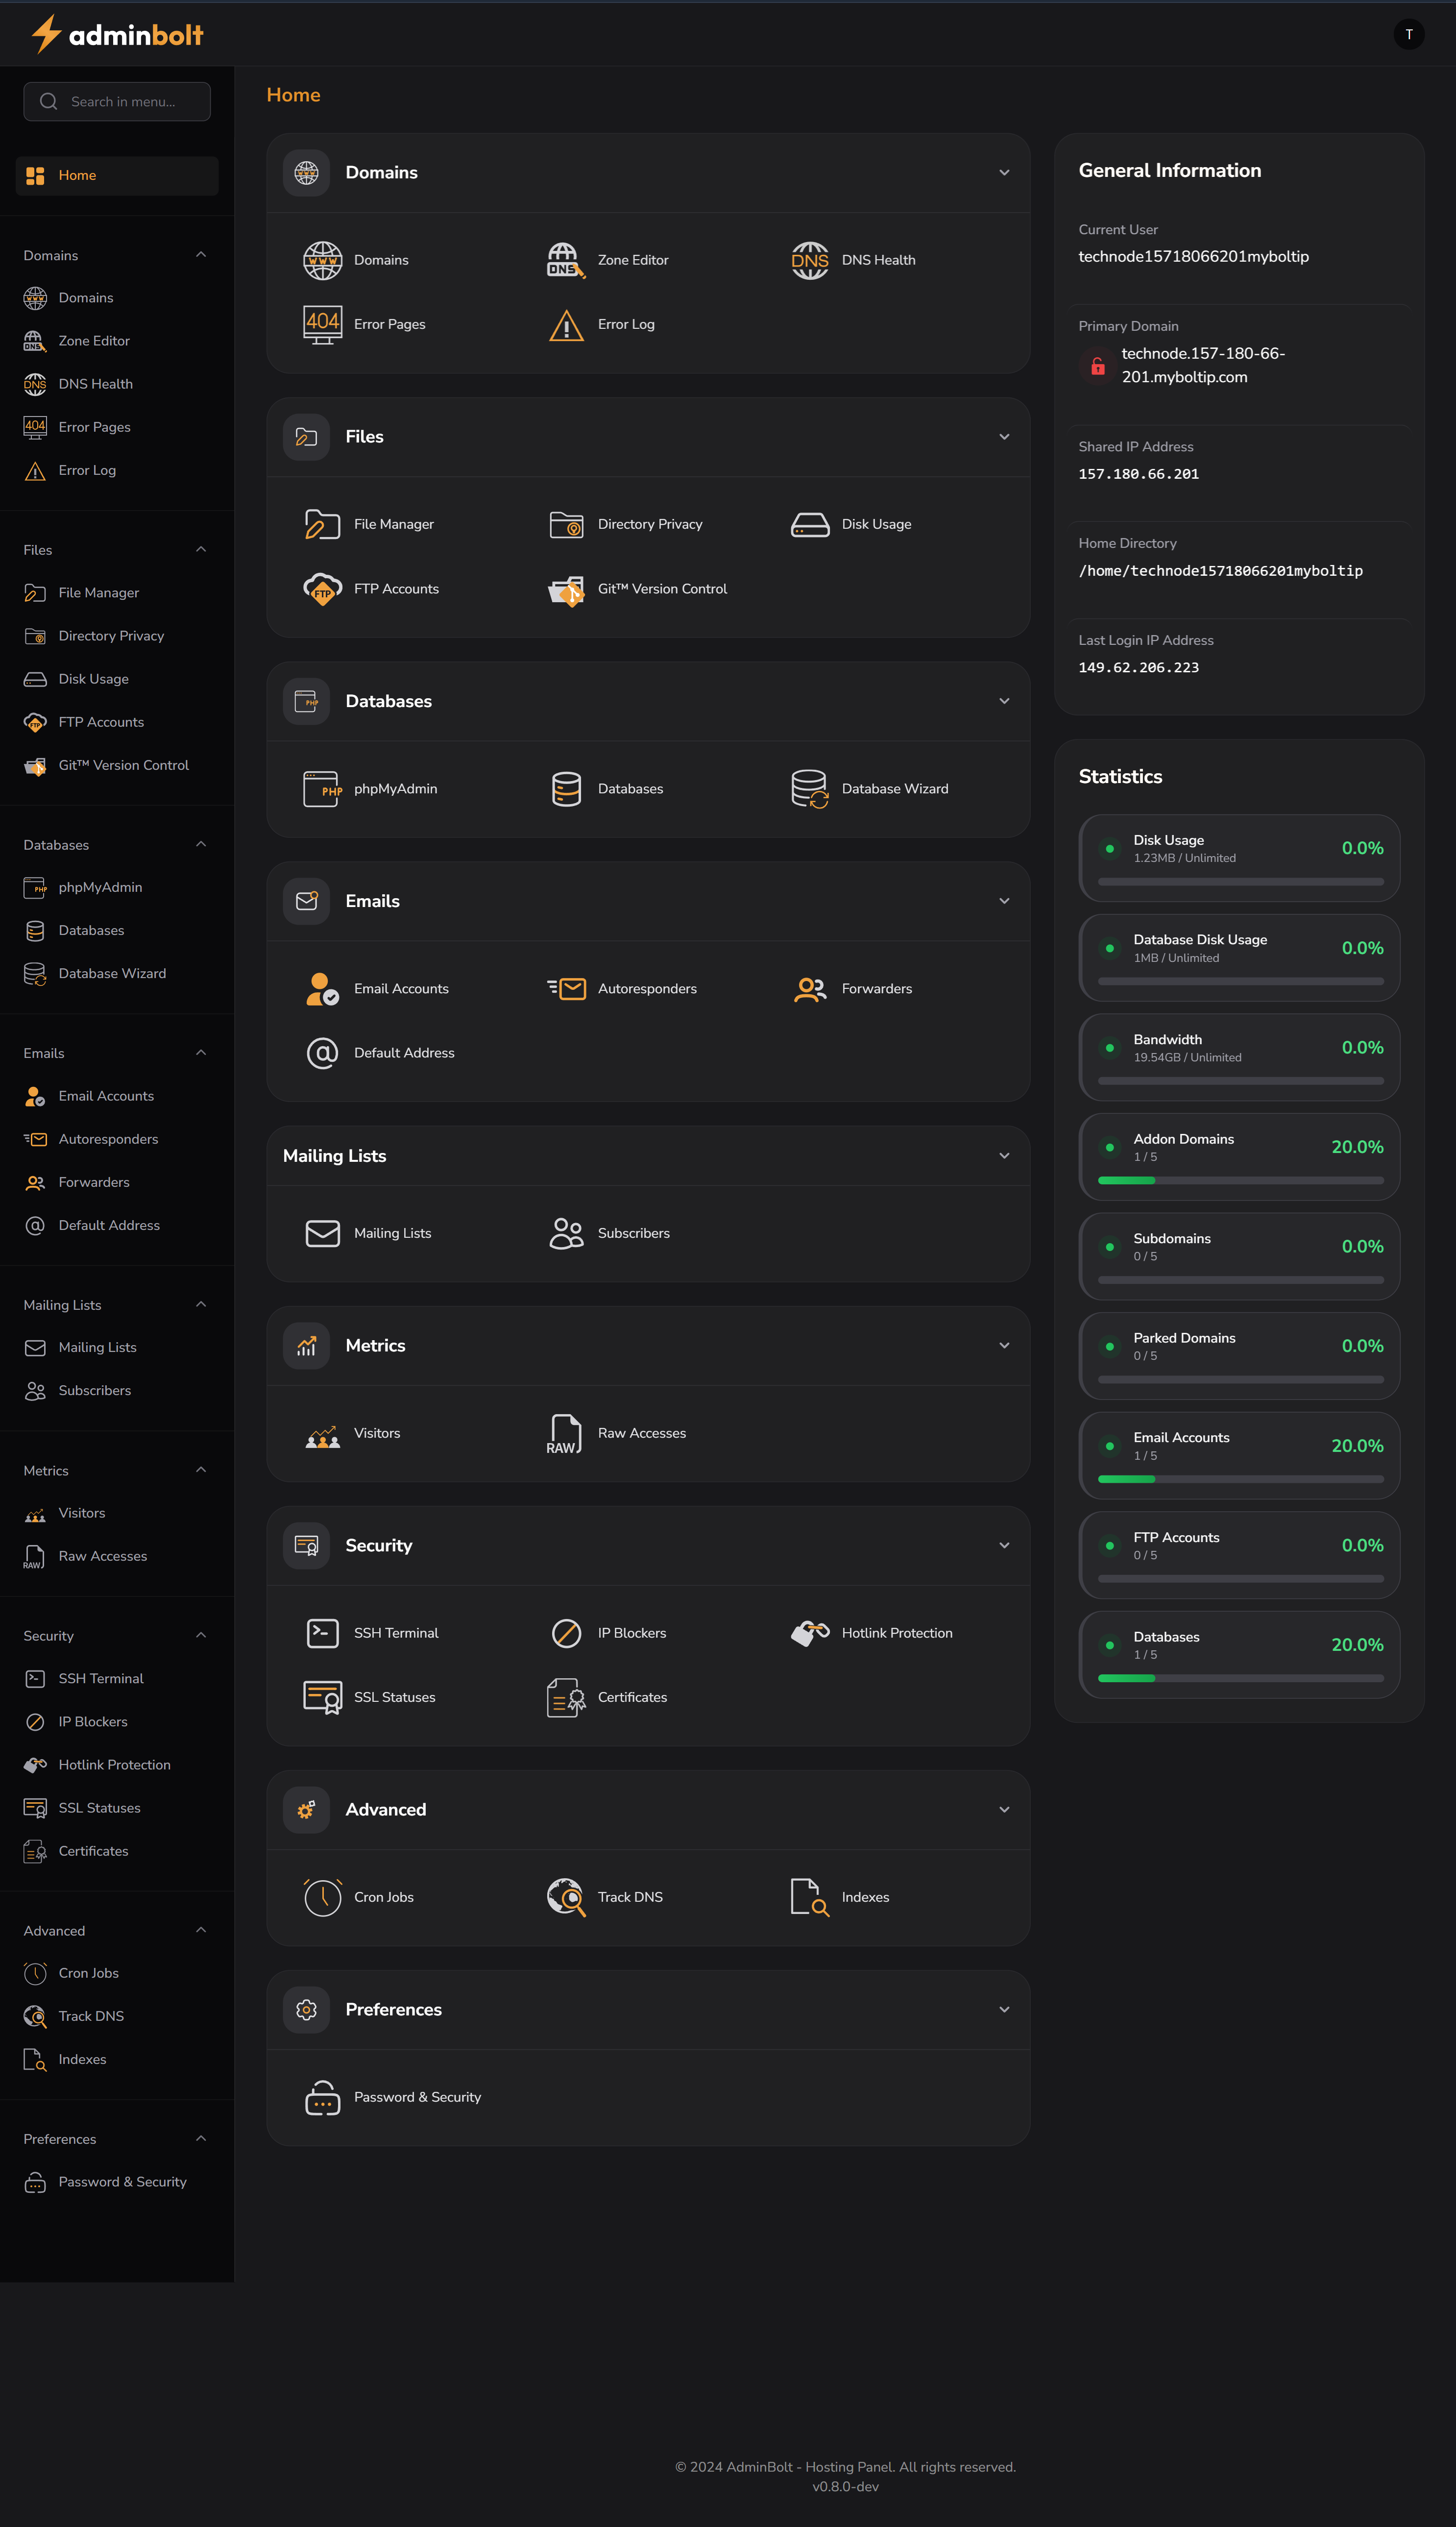 adminbolt
T
Search in menu...
Home
Domains
Domains
Zone Editor
DNS Health
Error Pages
Error Log
Files
File Manager
Directory Privacy
Disk Usage
FTP Accounts
Git™ Version Control
Databases
phpMyAdmin
Databases
Database Wizard
Emails
Email Accounts
Autoresponders
Forwarders
Default Address
Mailing Lists
Mailing Lists
Subscribers
Metrics
Visitors
Raw Accesses
Security
SSH Terminal
IP Blockers
Hotlink Protection
SSL Statuses
Certificates
Advanced
Cron Jobs
Track DNS
Indexes
Preferences
Password & Security
Home
Domains
Domains
Zone Editor
DNS Health
Error Pages
Error Log
Files
File Manager
Directory Privacy
Disk Usage
FTP Accounts
Git™ Version Control
Databases
phpMyAdmin
Databases
Database Wizard
Emails
Email Accounts
Autoresponders
Forwarders
Default Address
Mailing Lists
Mailing Lists
Subscribers
Metrics
Visitors
Raw Accesses
Security
SSH Terminal
IP Blockers
Hotlink Protection
SSL Statuses
Certificates
Advanced
Cron Jobs
Track DNS
Indexes
Preferences
Password & Security
General Information
Current User
technode15718066201myboltip
Primary Domain
technode.157-180-66-
201.myboltip.com
Shared IP Address
157.180.66.201
Home Directory
/home/technode15718066201myboltip
Last Login IP Address
149.62.206.223
Statistics
Disk Usage
1.23MB / Unlimited
0.0%
Database Disk Usage
1MB / Unlimited
0.0%
Bandwidth
19.54GB / Unlimited
0.0%
Addon Domains
1 / 5
20.0%
Subdomains
0 / 5
0.0%
Parked Domains
0 / 5
0.0%
Email Accounts
1 / 5
20.0%
FTP Accounts
0 / 5
0.0%
Databases
1 / 5
20.0%
© 2024 AdminBolt - Hosting Panel. All rights reserved.
v0.8.0-dev